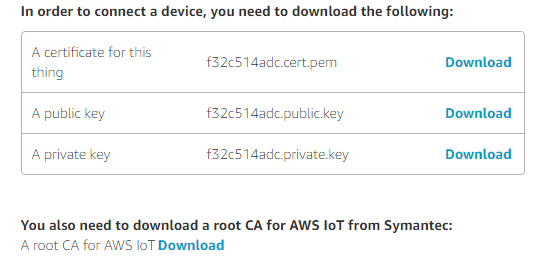 In order to connect a device, you need to download the following:
A certificate for this
thing
f32c514adc.cert.pem
Download
A public key
f32c514adc.public.key
Download
A private key
f32c514adc.private.key
Download
You also need to download a root CA for AWS IoT from Symantec:
A root CA for AWS IoT Download